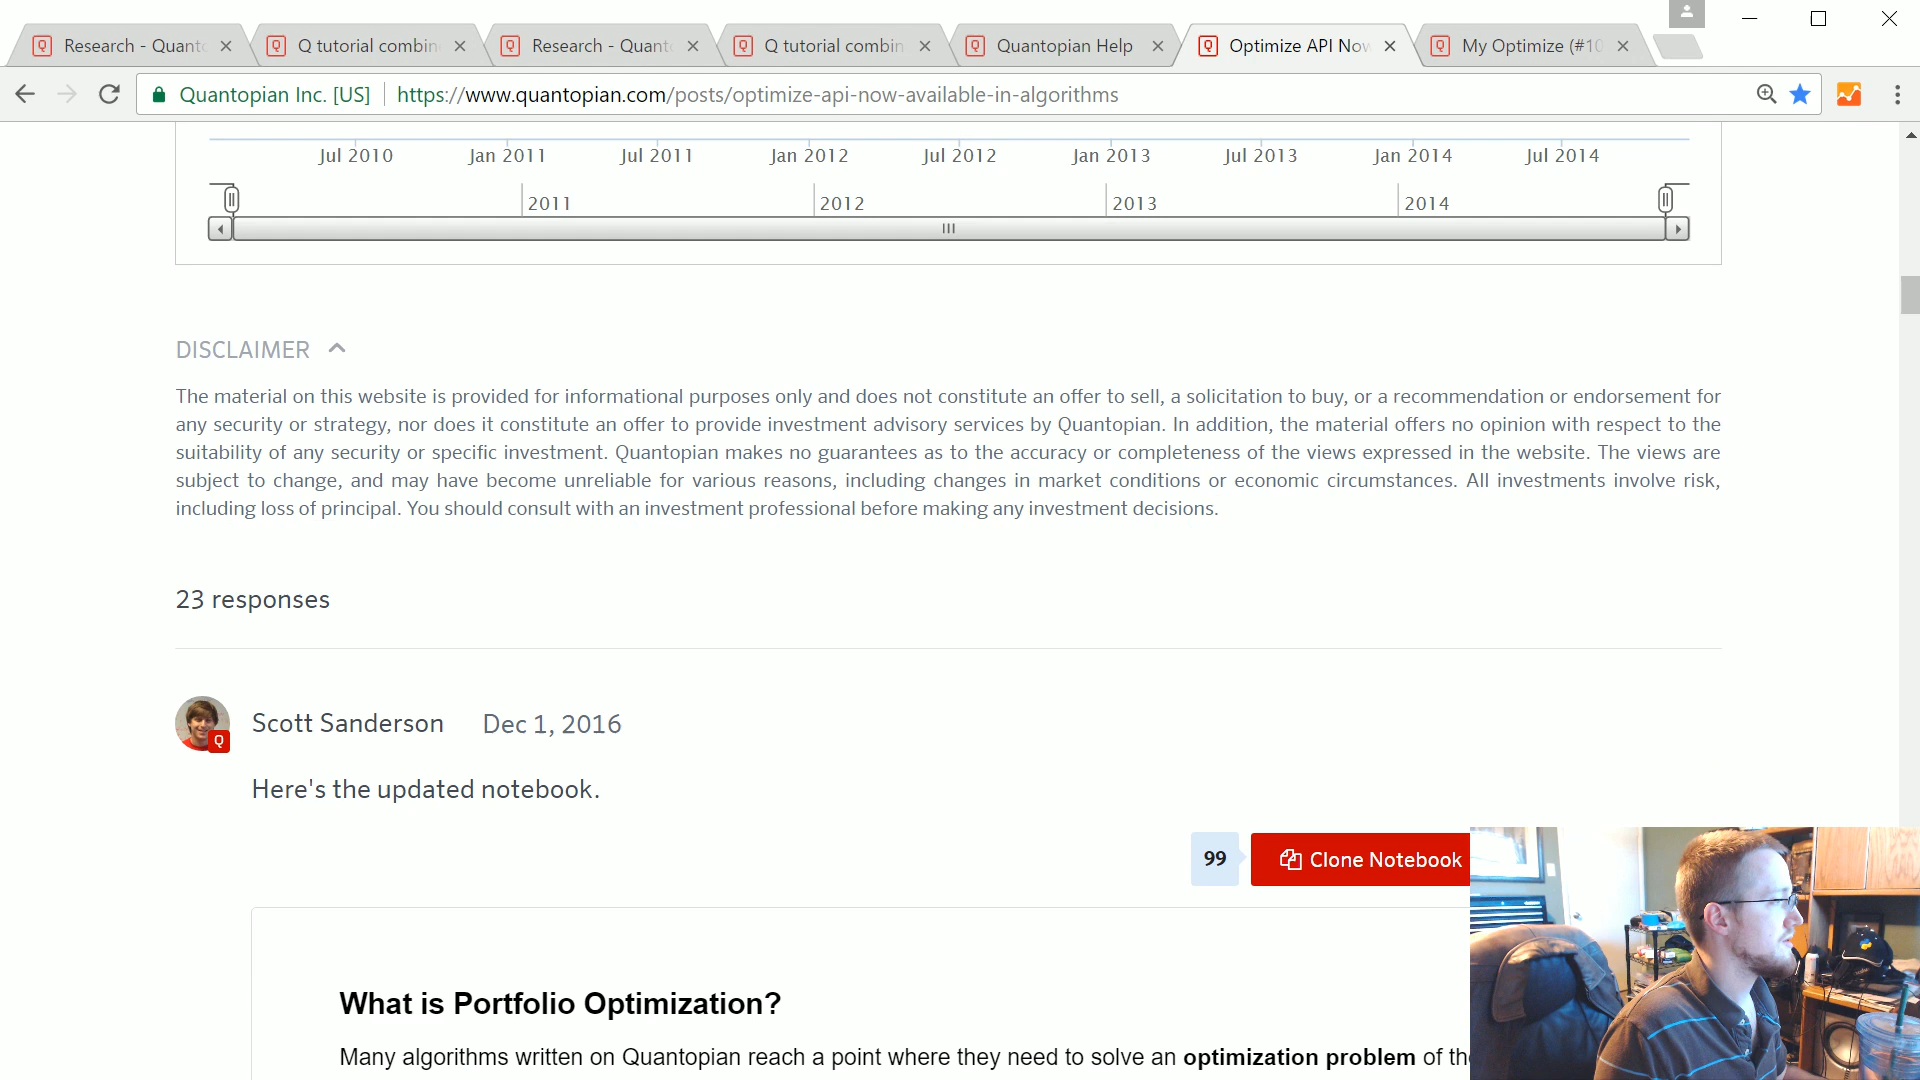 Research - Quant
Q tutorial combin
Research - Quant
Q tutorial combin
Quantopian Help
Optimize API Now
My Optimize (#10
Quantopian Inc. [US]
https://www.quantopian.com/posts/optimize-api-now-available-in-algorithms
Jul 2010
Jan 2011
Jul 2011
Jan 2012
Jul 2012
Jan 2013
Jul 2013
Jan 2014
Jul 2014
2011
2012
2013
2014
DISCLAIMER
The material on this website is provided for informational purposes only and does not constitute an offer to sell, a solicitation to buy, or a recommendation or endorsement for
any security or strategy, nor does it constitute an offer to provide investment advisory services by Quantopian. In addition, the material offers no opinion with respect to the
suitability of any security or specific investment. Quantopian makes no guarantees as to the accuracy or completeness of the views expressed in the website. The views are
subject to change, and may have become unreliable for various reasons, including changes in market conditions or economic circumstances. All investments involve risk,
including loss of principal. You should consult with an investment professional before making any investment decisions.
23 responses
Scott Sanderson Dec 1, 2016
Q
Here's the updated notebook.
99
Clone Notebook
What is Portfolio Optimization?
Many algorithms written on Quantopian reach a point where they need to solve an optimization problem of the